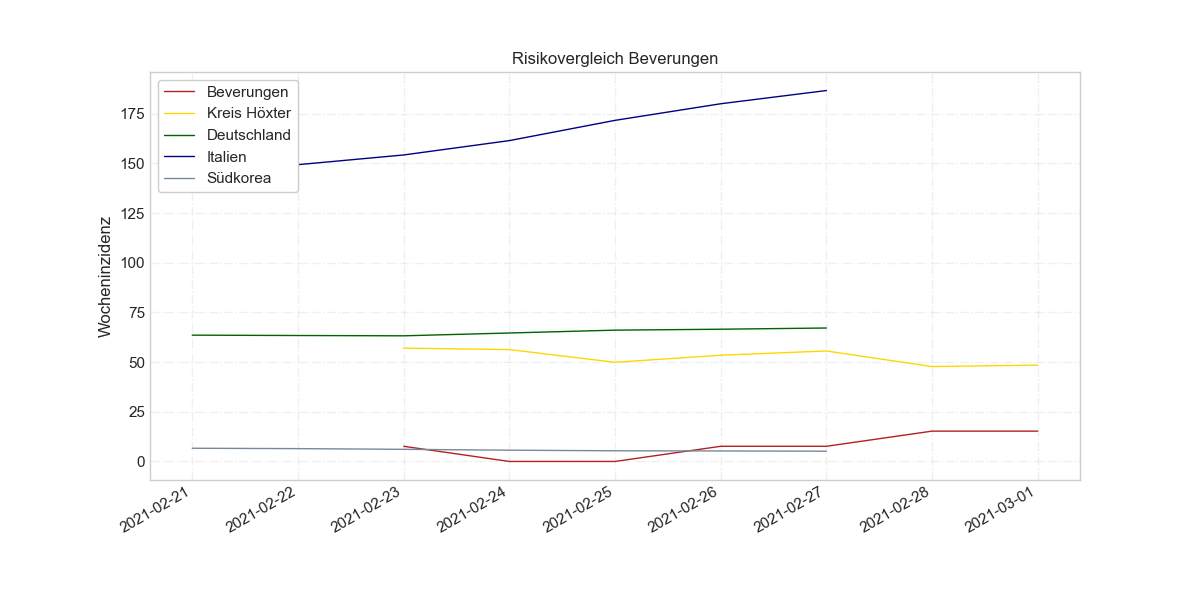 Risikovergleich Beverungen
Beverungen
Kreis Höxter
Deutschland
Italien
Südkorea
Wocheninzidenz
175
150
125
100
75
50
25
0
2021-02-21
2021-02-22
2021-02-23
2021-02-24
2021-02-25
2021-02-26
2021-02-27
2021-02-28
2021-03-01